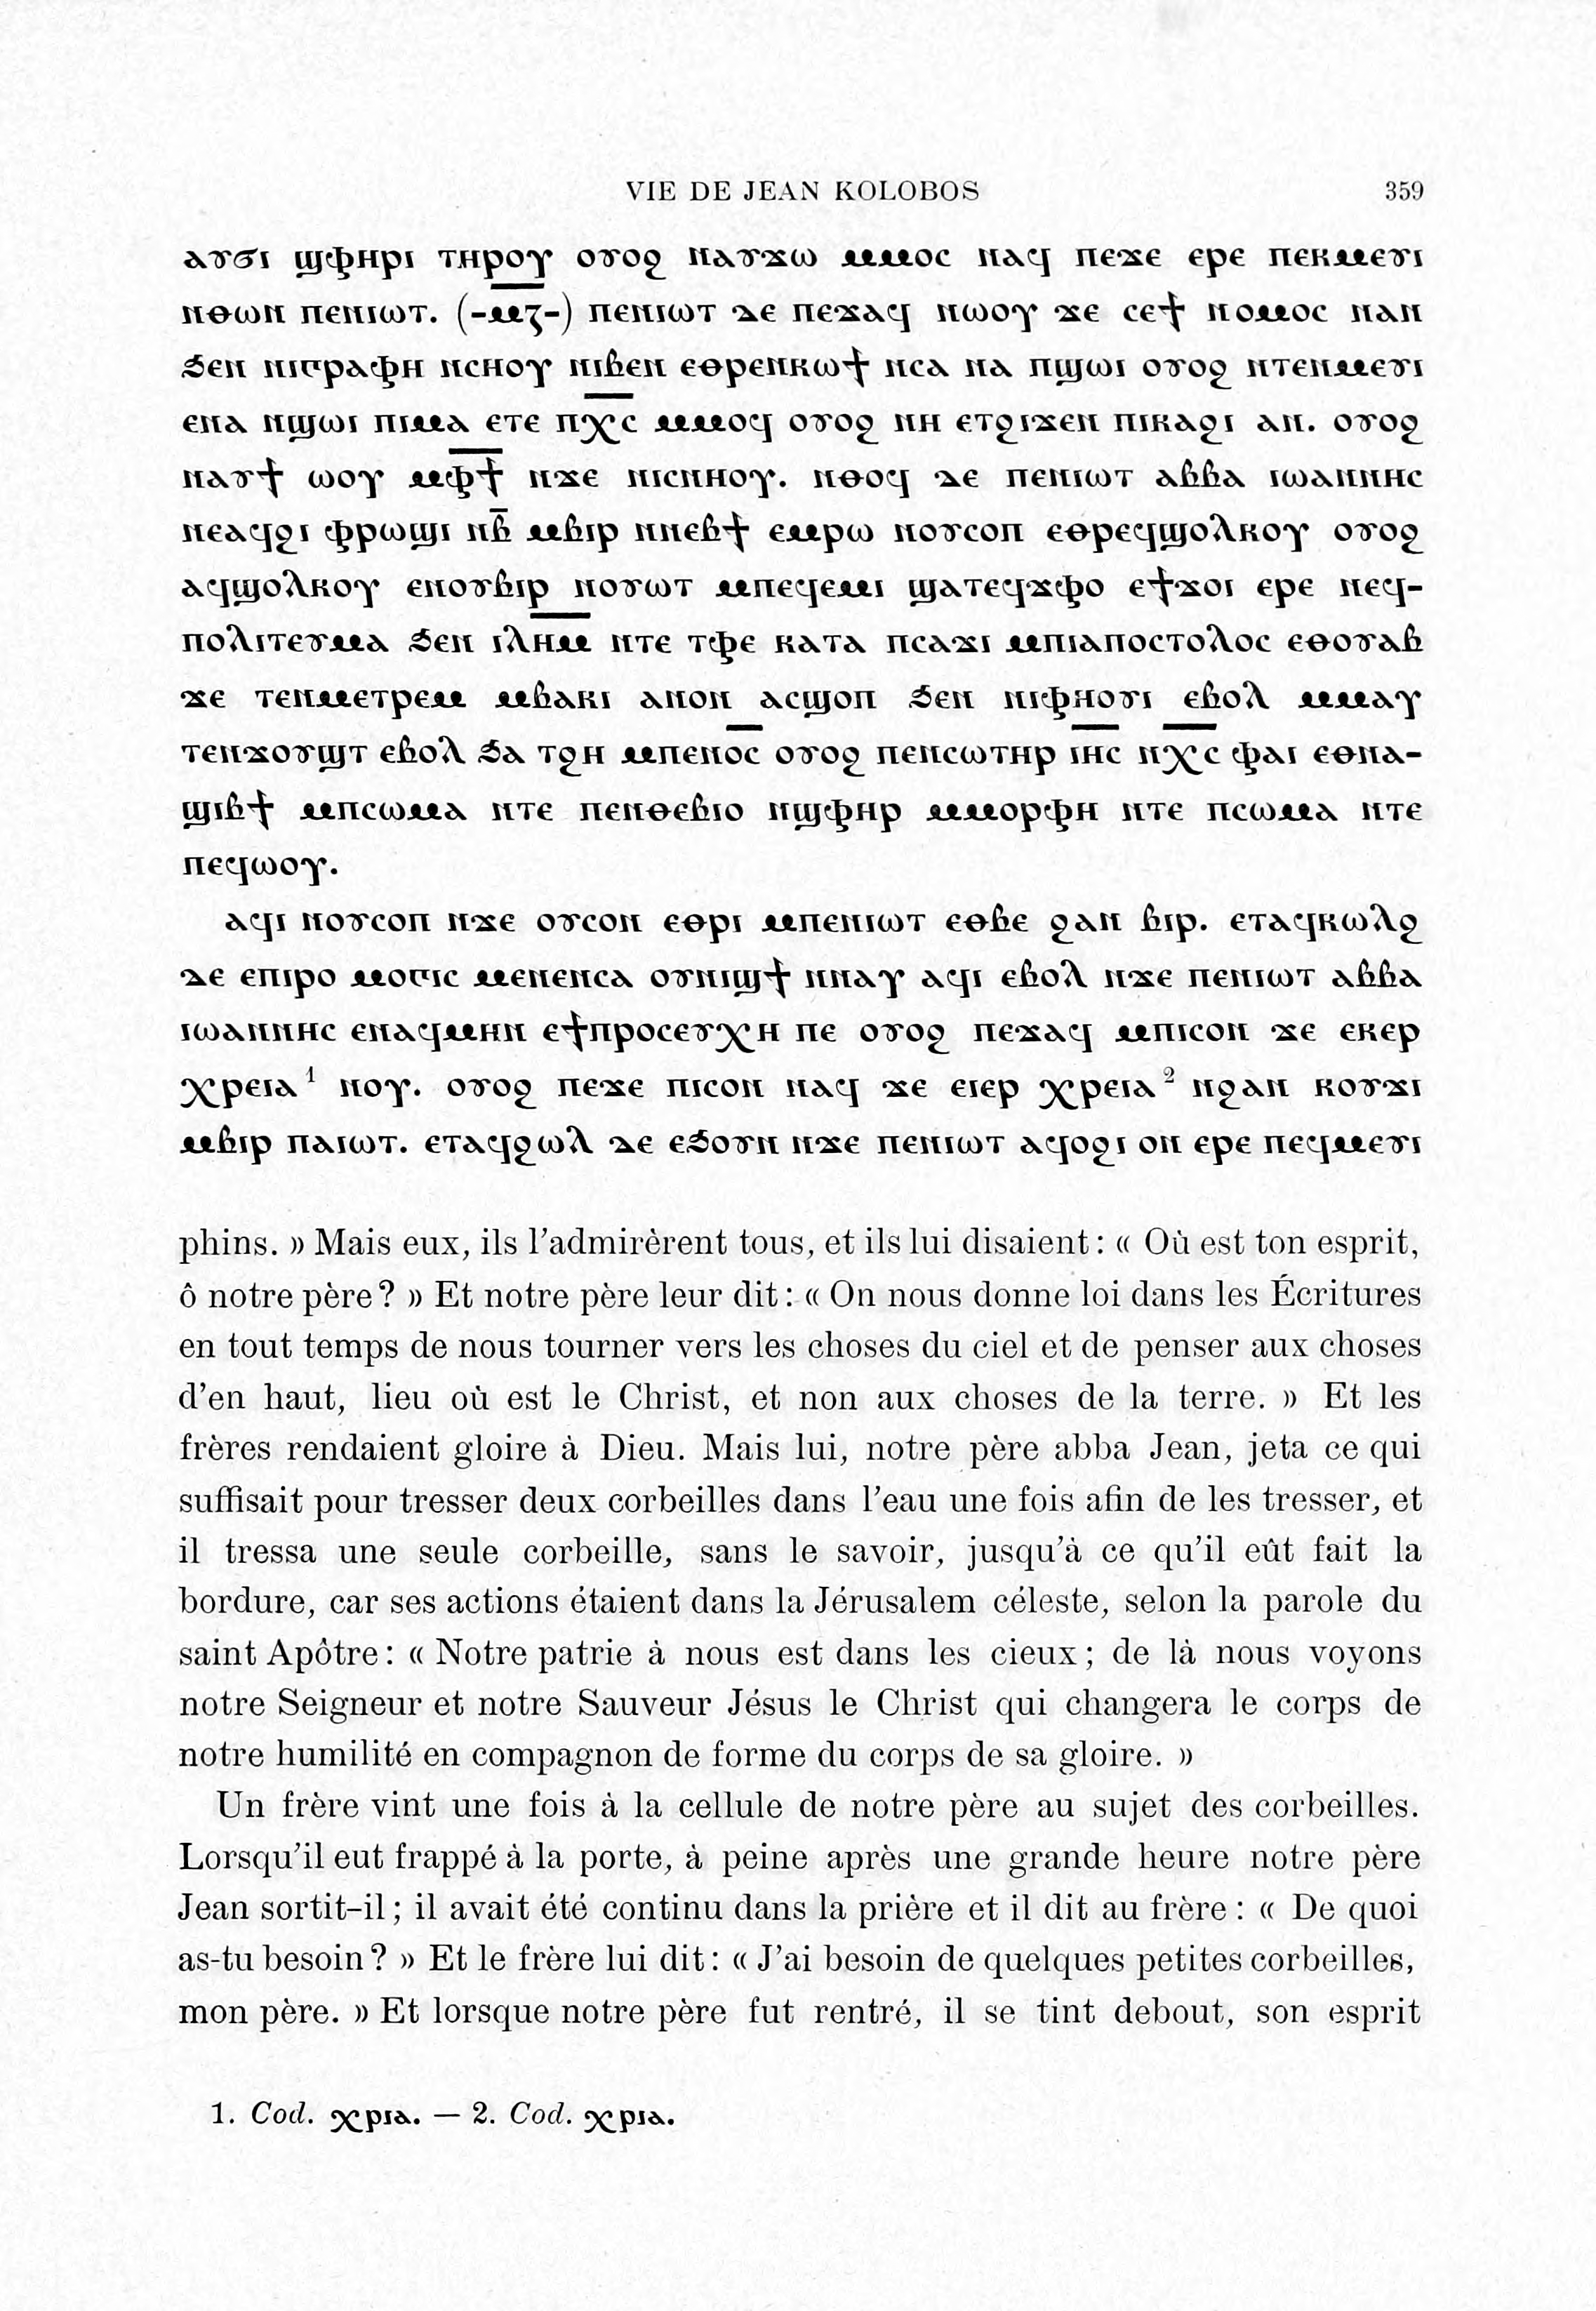 VIE DE JEAN KOLOBOS 359
ⲁⲩϭⲓ ϣⲫⲏⲣⲓ ⲧⲏⲣⲟⲩ ⲟⲩⲟϩ ⲛⲁⲩϫⲱ ⲙⲙⲟⲥ ⲛⲁϥ ⲡⲉϫⲉ ⲉⲣⲉ ⲡⲉⲕⲙⲉⲩⲓ
ⲛⲑⲱⲛ ⲡⲉⲛⲓⲱⲧ. (-ⲙ̅ⲍ̅-) ⲡⲉⲛⲓⲱⲧ ⲇⲉ ⲡⲉϫⲁϥ ⲛⲱⲟⲩ ϫⲉ ⲥⲉϯ ⲛⲟⲙⲟⲥ ⲛⲁⲛ
ϧⲉⲛ ⲛⲓⲅⲣⲁⲫⲏ ⲛⲥⲏⲟⲩ ⲛⲓⲃⲉⲛ ⲉⲑⲣⲉⲛⲕⲱϯ ⲛⲥⲁ ⲛⲁ ⲡϣⲱⲓ ⲟⲩⲟϩ ⲛⲧⲉⲛⲙⲉⲩⲓ
ⲉⲛⲁ ⲛϣⲱⲓ ⲡⲓⲙⲁ ⲉⲧⲉ ⲡⲭ̅ⲥ̅ ⲙⲙⲟϥ ⲟⲩⲟϩ ⲛⲏ ⲉⲧϩⲓϫⲉⲛ ⲡⲓⲕⲁϩⲓ ⲁⲛ. ⲟⲩⲟϩ
ⲛⲁⲩϯ ⲱⲟⲩ ⲙⲫ̅ϯ̅ ⲛϫⲉ ⲛⲓⲥⲛⲏⲟⲩ. ⲛⲑⲟϥ ⲇⲉ ⲡⲉⲛⲓⲱⲧ ⲁⲃⲃⲁ ⲓⲱⲁⲛⲛⲏⲥ
ⲛⲉⲁϥϩⲓ ⲫⲣⲱϣⲓ ⲛⲃ̅ ⲙⲃⲓⲣ ⲛⲛⲉⲃϯ ⲉⲙⲣⲱ ⲛⲟⲩⲥⲟⲡ ⲉⲑⲣⲉϥϣⲟⲗⲕⲟⲩ ⲟⲩⲟϩ
ⲁϥϣⲟⲗⲕⲟⲩ ⲉⲛⲟⲩⲃⲓⲣ ⲛⲟⲩⲱⲧ ⲙⲡⲉϥⲉⲙⲓ ϣⲁⲧⲉϥϫⲫⲟ ⲉϯϫⲟⲓ ⲉⲣⲉ ⲛⲉϥ-
ⲡⲟⲗⲓⲧⲉⲩⲙⲁ ϧⲉⲛ ⲓⲗ̅ⲏ̅ⲙ̅ ⲛⲧⲉ ⲧⲫⲉ ⲕⲁⲧⲁ ⲡⲥⲁϫⲓ ⲙⲡⲓⲁⲡⲟⲥⲧⲟⲗⲟⲥ ⲉⲑⲟⲩⲁⲃ
ϫⲉ ⲧⲉⲛⲙⲉⲧⲣⲉⲙ ⲙⲃⲁⲕⲓ ⲁⲛⲟⲛ ⲁⲥϣⲟⲡ ϧⲉⲛ ⲛⲓⲫⲏⲟⲩⲓ ⲉⲃⲟⲗ ⲙⲙⲁⲩ
ⲧⲉⲛϫⲟⲩϣⲧ ⲉⲃⲟⲗ ϧⲁ ⲧϩⲏ ⲙⲡⲉⲛⲟ̅ⲥ̅ ⲟⲩⲟϩ ⲡⲉⲛⲥⲱⲧⲏⲣ ⲓ̅ⲏ̅ⲥ̅ ⲡⲭ̅ⲥ̅ ⲫⲁⲓ ⲉⲑⲛⲁ-
ϣⲓⲃϯ ⲙⲡⲥⲱⲙⲁ ⲛⲧⲉ ⲡⲉⲛⲑⲉⲃⲓⲟ ⲛϣⲫⲏⲣ ⲙⲙⲟⲣⲫⲏ ⲛⲧⲉ ⲡⲥⲱⲙⲁ ⲛⲧⲉ
ⲡⲉϥⲱⲟⲩ.
ⲁϥⲓ ⲛⲟⲩⲥⲟⲡ ⲛϫⲉ ⲟⲩⲥⲟⲛ ⲉⲑⲣⲓ ⲙⲡⲉⲛⲓⲱⲧ ⲉⲑⲃⲉ ϩⲁⲛ ⲃⲓⲣ. ⲉⲧⲁϥⲕⲱⲗϩ
ⲇⲉ ⲉⲡⲓⲣⲟ ⲙⲟⲅⲓⲥ ⲙⲉⲛⲉⲛⲥⲁ ⲟⲩⲛⲓϣϯ ⲛⲛⲁⲩ ⲁϥⲓ ⲉⲃⲟⲗ ⲛϫⲉ ⲡⲉⲛⲓⲱⲧ ⲁⲃⲃⲁ
ⲓⲱⲁⲛⲛⲏⲥ ⲉⲛⲁϥⲙⲏⲛ ⲉϯⲡⲣⲟⲥⲉⲩⲭⲏ ⲡⲉ ⲟⲩⲟϩ ⲡⲉϫⲁϥ ⲙⲡⲓⲥⲟⲛ ϫⲉ ⲉⲕⲉⲣ
ⲭⲣⲉⲓⲁ ¹ ⲛⲟⲩ. ⲟⲩⲟϩ ⲡⲉϫⲉ ⲡⲓⲥⲟⲛ ⲛⲁϥ ϫⲉ ⲉⲓⲉⲣ ⲭⲣⲉⲓⲁ ² ⲛϩⲁⲛ ⲕⲟⲩϫⲓ
ⲙⲃⲓⲣ ⲡⲁⲓⲱⲧ. ⲉⲧⲁϥϩⲱⲗ ⲇⲉ ⲉϧⲟⲩⲛ ⲛϫⲉ ⲡⲉⲛⲓⲱⲧ ⲁϥⲟϩⲓ ⲟⲛ ⲉⲣⲉ ⲡⲉϥⲙⲉⲩⲓ
phins. » Mais eux, ils l'admirèrent tous, et ils lui disaient : « Où est ton esprit,
ô notre père ? » Et notre père leur dit : « On nous donne loi dans les Écritures
en tout temps de nous tourner vers les choses du ciel et de penser aux choses
d'en haut, lieu où est le Christ, et non aux choses de la terre. » Et les
frères rendaient gloire à Dieu. Mais lui, notre père abba Jean, jeta ce qui
suffisait pour tresser deux corbeilles dans l'eau une fois afin de les tresser, et
il tressa une seule corbeille, sans le savoir, jusqu'à ce qu'il eût fait la
bordure, car ses actions étaient dans la Jérusalem céleste, selon la parole du
saint Apôtre : « Notre patrie à nous est dans les cieux ; de là nous voyons
notre Seigneur et notre Sauveur Jésus le Christ qui changera le corps de
notre humilité en compagnon de forme du corps de sa gloire. »
Un frère vint une fois à la cellule de notre père au sujet des corbeilles.
Lorsqu'il eut frappé à la porte, à peine après une grande heure notre père
Jean sortit-il ; il avait été continu dans la prière et il dit au frère : « De quoi
as-tu besoin ? » Et le frère lui dit : « J'ai besoin de quelques petites corbeilles,
mon père. » Et lorsque notre père fut rentré, il se tint debout, son esprit
1. Cod. ⲭⲣⲓⲁ. — 2. Cod. ⲭⲣⲓⲁ.